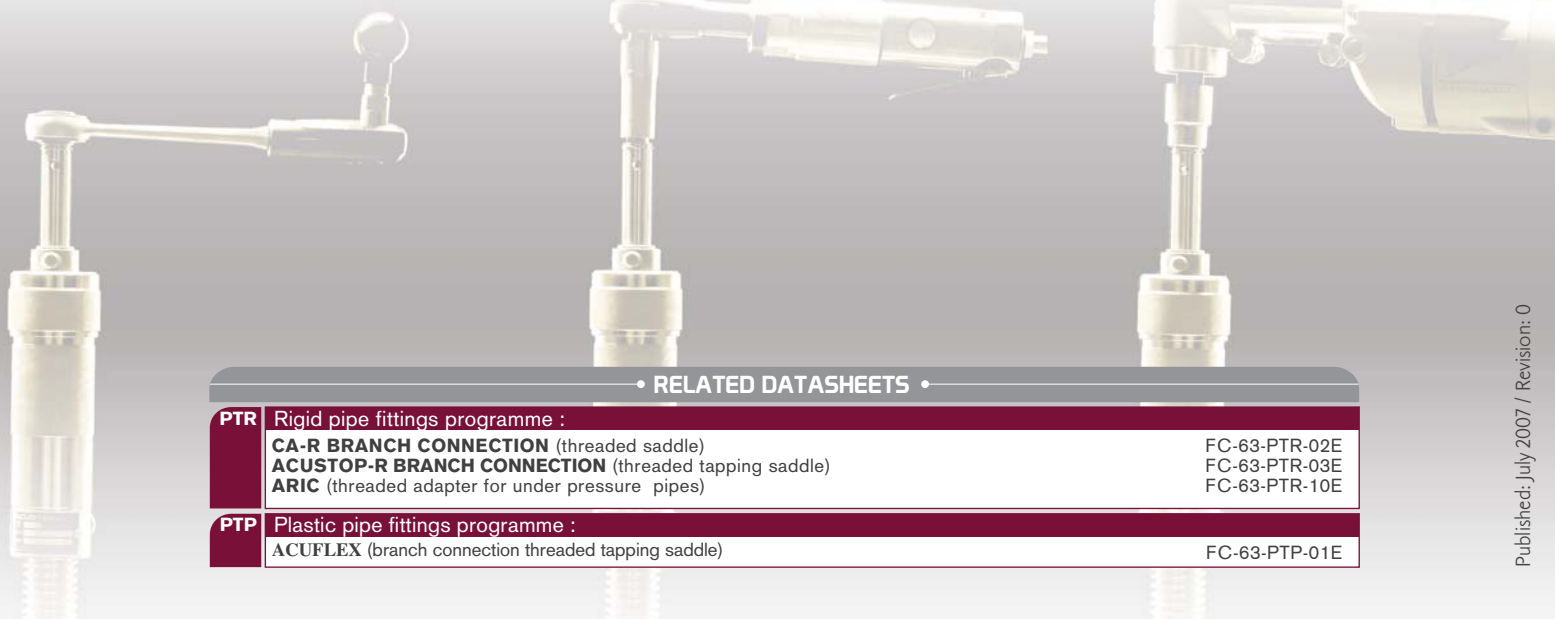 • RELATED DATASHEETS •
PTR Rigid pipe fittings programme :
CA-R BRANCH CONNECTION (threaded saddle) FC-63-PTR-02E
ACUSTOP-R BRANCH CONNECTION (threaded tapping saddle) FC-63-PTR-03E
ARIC (threaded adapter for under pressure pipes) FC-63-PTR-10E
PTP Plastic pipe fittings programme :
ACUFLEX (branch connection threaded tapping saddle) FC-63-PTP-01E
Published: July 2007 / Revision: 0